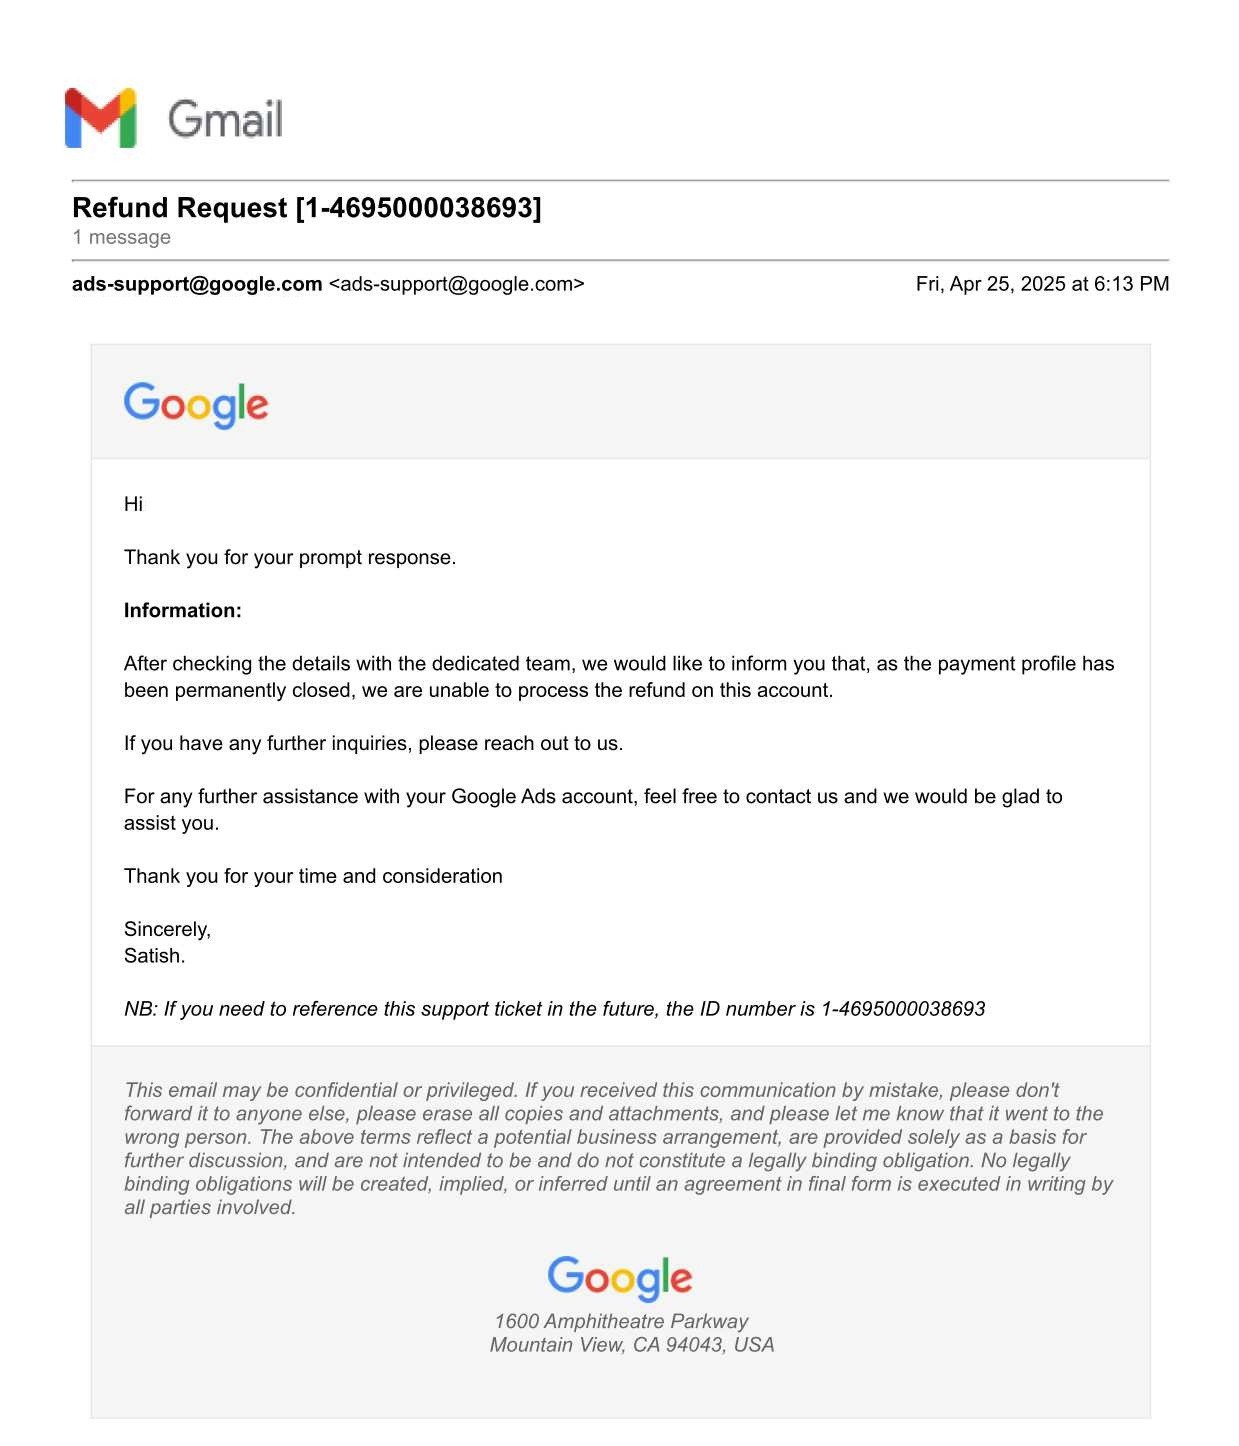 Gmail
Refund Request [1-4695000038693]
1 message
ads-support@google.com <ads-support@google.com> Fri, Apr 25, 2025 at 6:13 PM
Google
Hi
Thank you for your prompt response.
Information:
After checking the details with the dedicated team, we would like to inform you that, as the payment profile has
been permanently closed, we are unable to process the refund on this account.
If you have any further inquiries, please reach out to us.
For any further assistance with your Google Ads account, feel free to contact us and we would be glad to
assist you.
Thank you for your time and consideration
Sincerely,
Satish.
NB: If you need to reference this support ticket in the future, the ID number is 1-4695000038693
This email may be confidential or privileged. If you received this communication by mistake, please don't
forward it to anyone else, please erase all copies and attachments, and please let me know that it went to the
wrong person. The above terms reflect a potential business arrangement, are provided solely as a basis for
further discussion, and are not intended to be and do not constitute a legally binding obligation. No legally
binding obligations will be created, implied, or inferred until an agreement in final form is executed in writing by
all parties involved.
Google
1600 Amphitheatre Parkway
Mountain View, CA 94043, USA